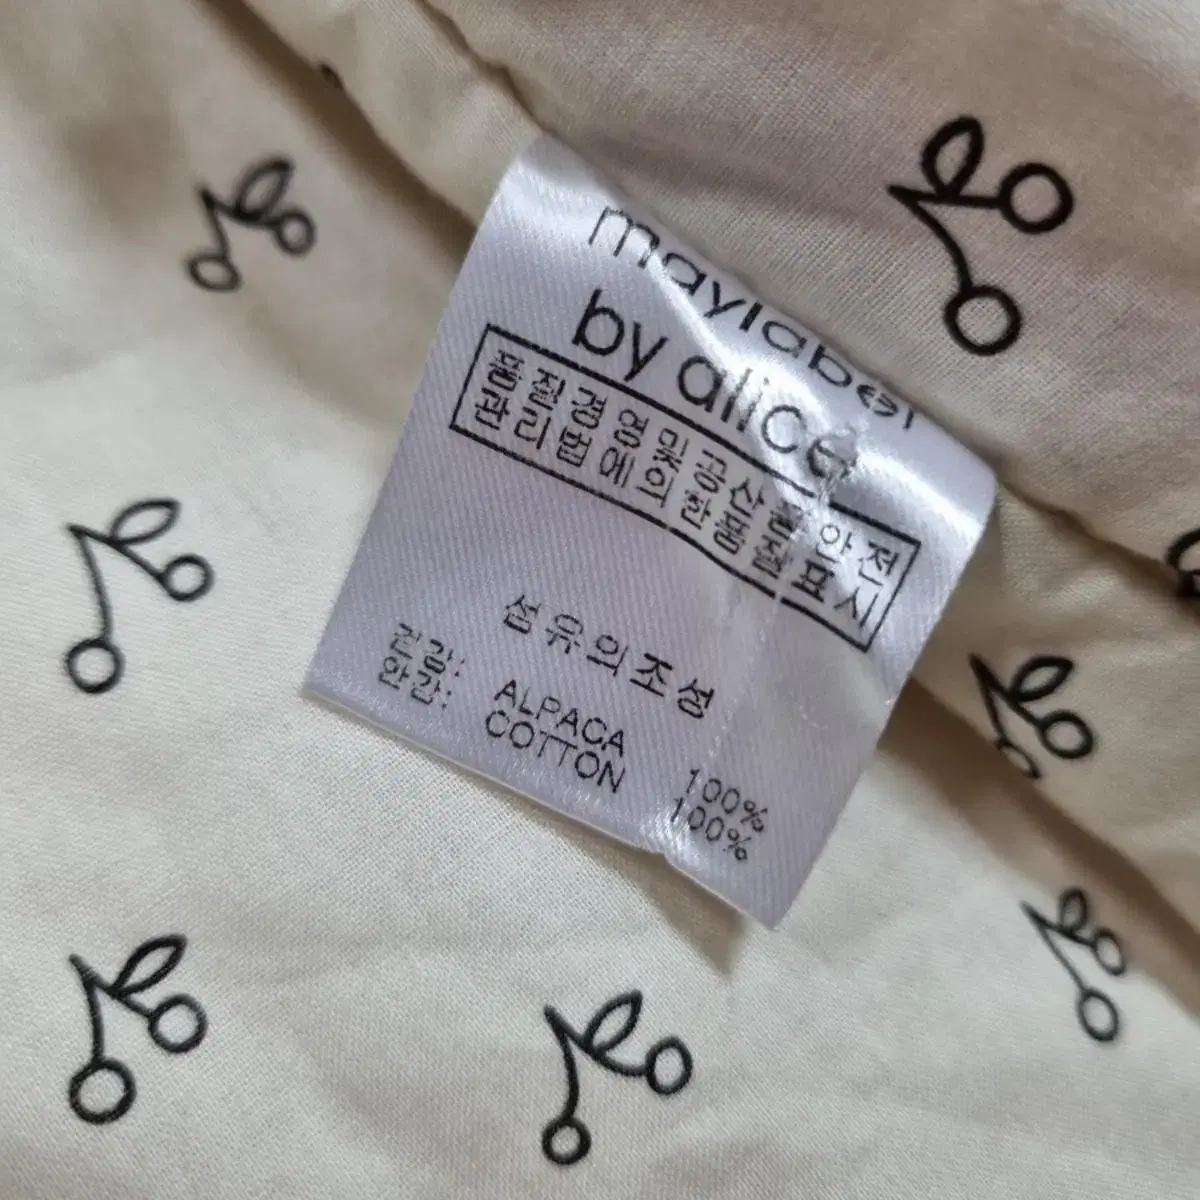 maylabel
by alice
품질경영및공산품안전
관리법에의한품질표시
섬유의조성
겉감: ALPACA 100%
안감: COTTON 100%